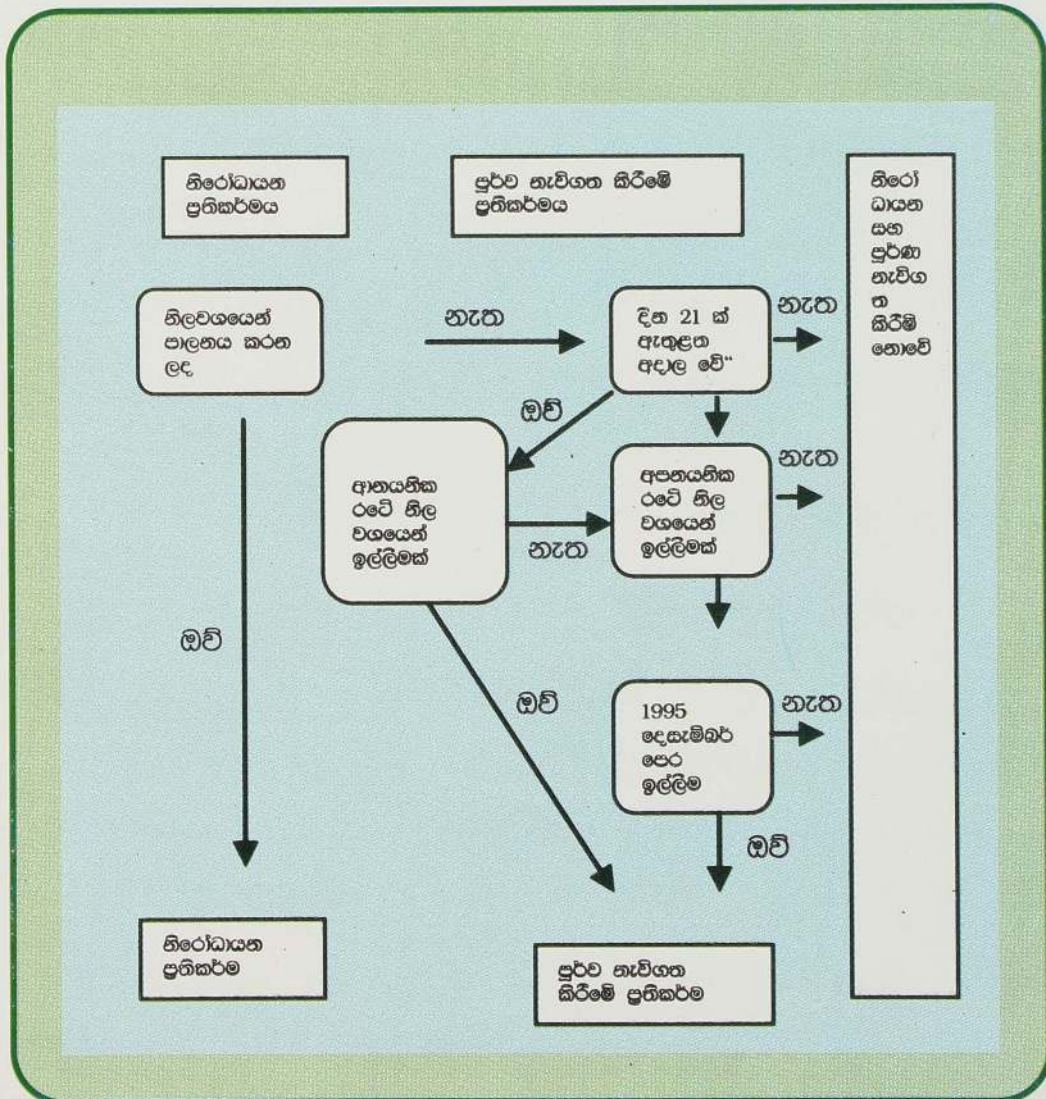 නිරෝධායන
ප්‍රතිකර්මය
පූර්ව නැව්ගත කිරීමේ
ප්‍රතිකර්මය
නිරෝ
ධායන
සහ
පූර්ණ
නැව්ග
ත
කිරීම්
නොවේ
නිලවශයෙන්
පාලනය කරන
ලද
නැත
දින 21 ක්
ඇතුළත
අදාල වේ“
නැත
ඔව්
ආනයනික
රටේ නිල
වශයෙන්
ඉල්ලීමක්
නැත
අපනයනික
රටේ නිල
වශයෙන්
ඉල්ලීමක්
නැත
ඔව්
ඔව්
1995
දෙසැම්බර්
පෙර
ඉල්ලීම
නැත
ඔව්
නිරෝධායන
ප්‍රතිකර්ම
පූර්ව නැව්ගත
කිරීමේ ප්‍රතිකර්ම